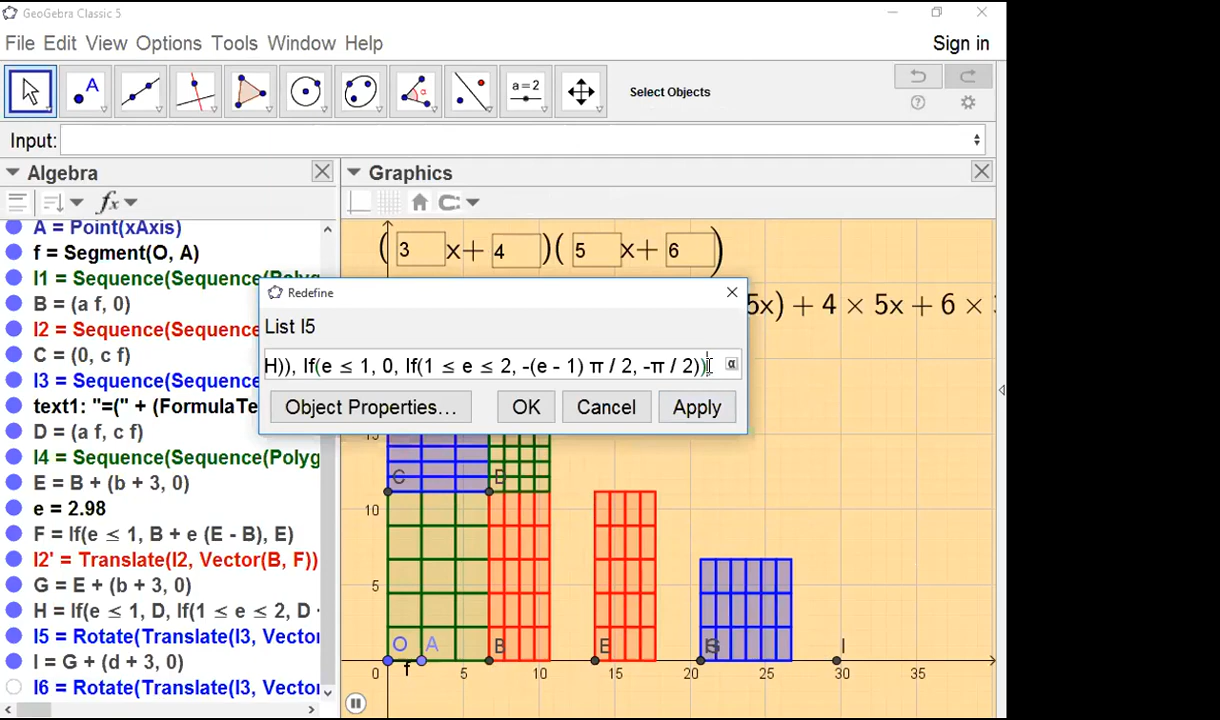 GeoGebra Classic 5
File Edit View Options Tools Window Help
Sign in
A
a = 2
Select Objects
Input:
Algebra
Graphics
fx
A = Point(xAxis)
f = Segment(O, A)
l1 = Sequence(Sequence(Polyg
B = (a f, 0)
l2 = Sequence(Sequence
C = (0, c f)
l3 = Sequence(Sequence
text1: "=(" + (FormulaTe
D = (a f, c f)
l4 = Sequence(Sequence(Polyg
E = B + (b + 3, 0)
e = 2.98
F = If(e ≤ 1, B + e (E - B), E)
l2' = Translate(l2, Vector(B, F))
G = E + (b + 3, 0)
H = If(e ≤ 1, D, If(1 ≤ e ≤ 2, D
l5 = Rotate(Translate(l3, Vector
I = G + (d + 3, 0)
l6 = Rotate(Translate(l3, Vector
( 3 x+ 4 )( 5 x+ 6 )
5x) + 4 × 5x + 6 ×
Redefine
List l5
H)), If(e ≤ 1, 0, If(1 ≤ e ≤ 2, -(e - 1) π / 2, -π / 2))
α
Object Properties... OK Cancel Apply
C
10
5
O A B E I
f
0 5 10 15 20 25 30 35 40